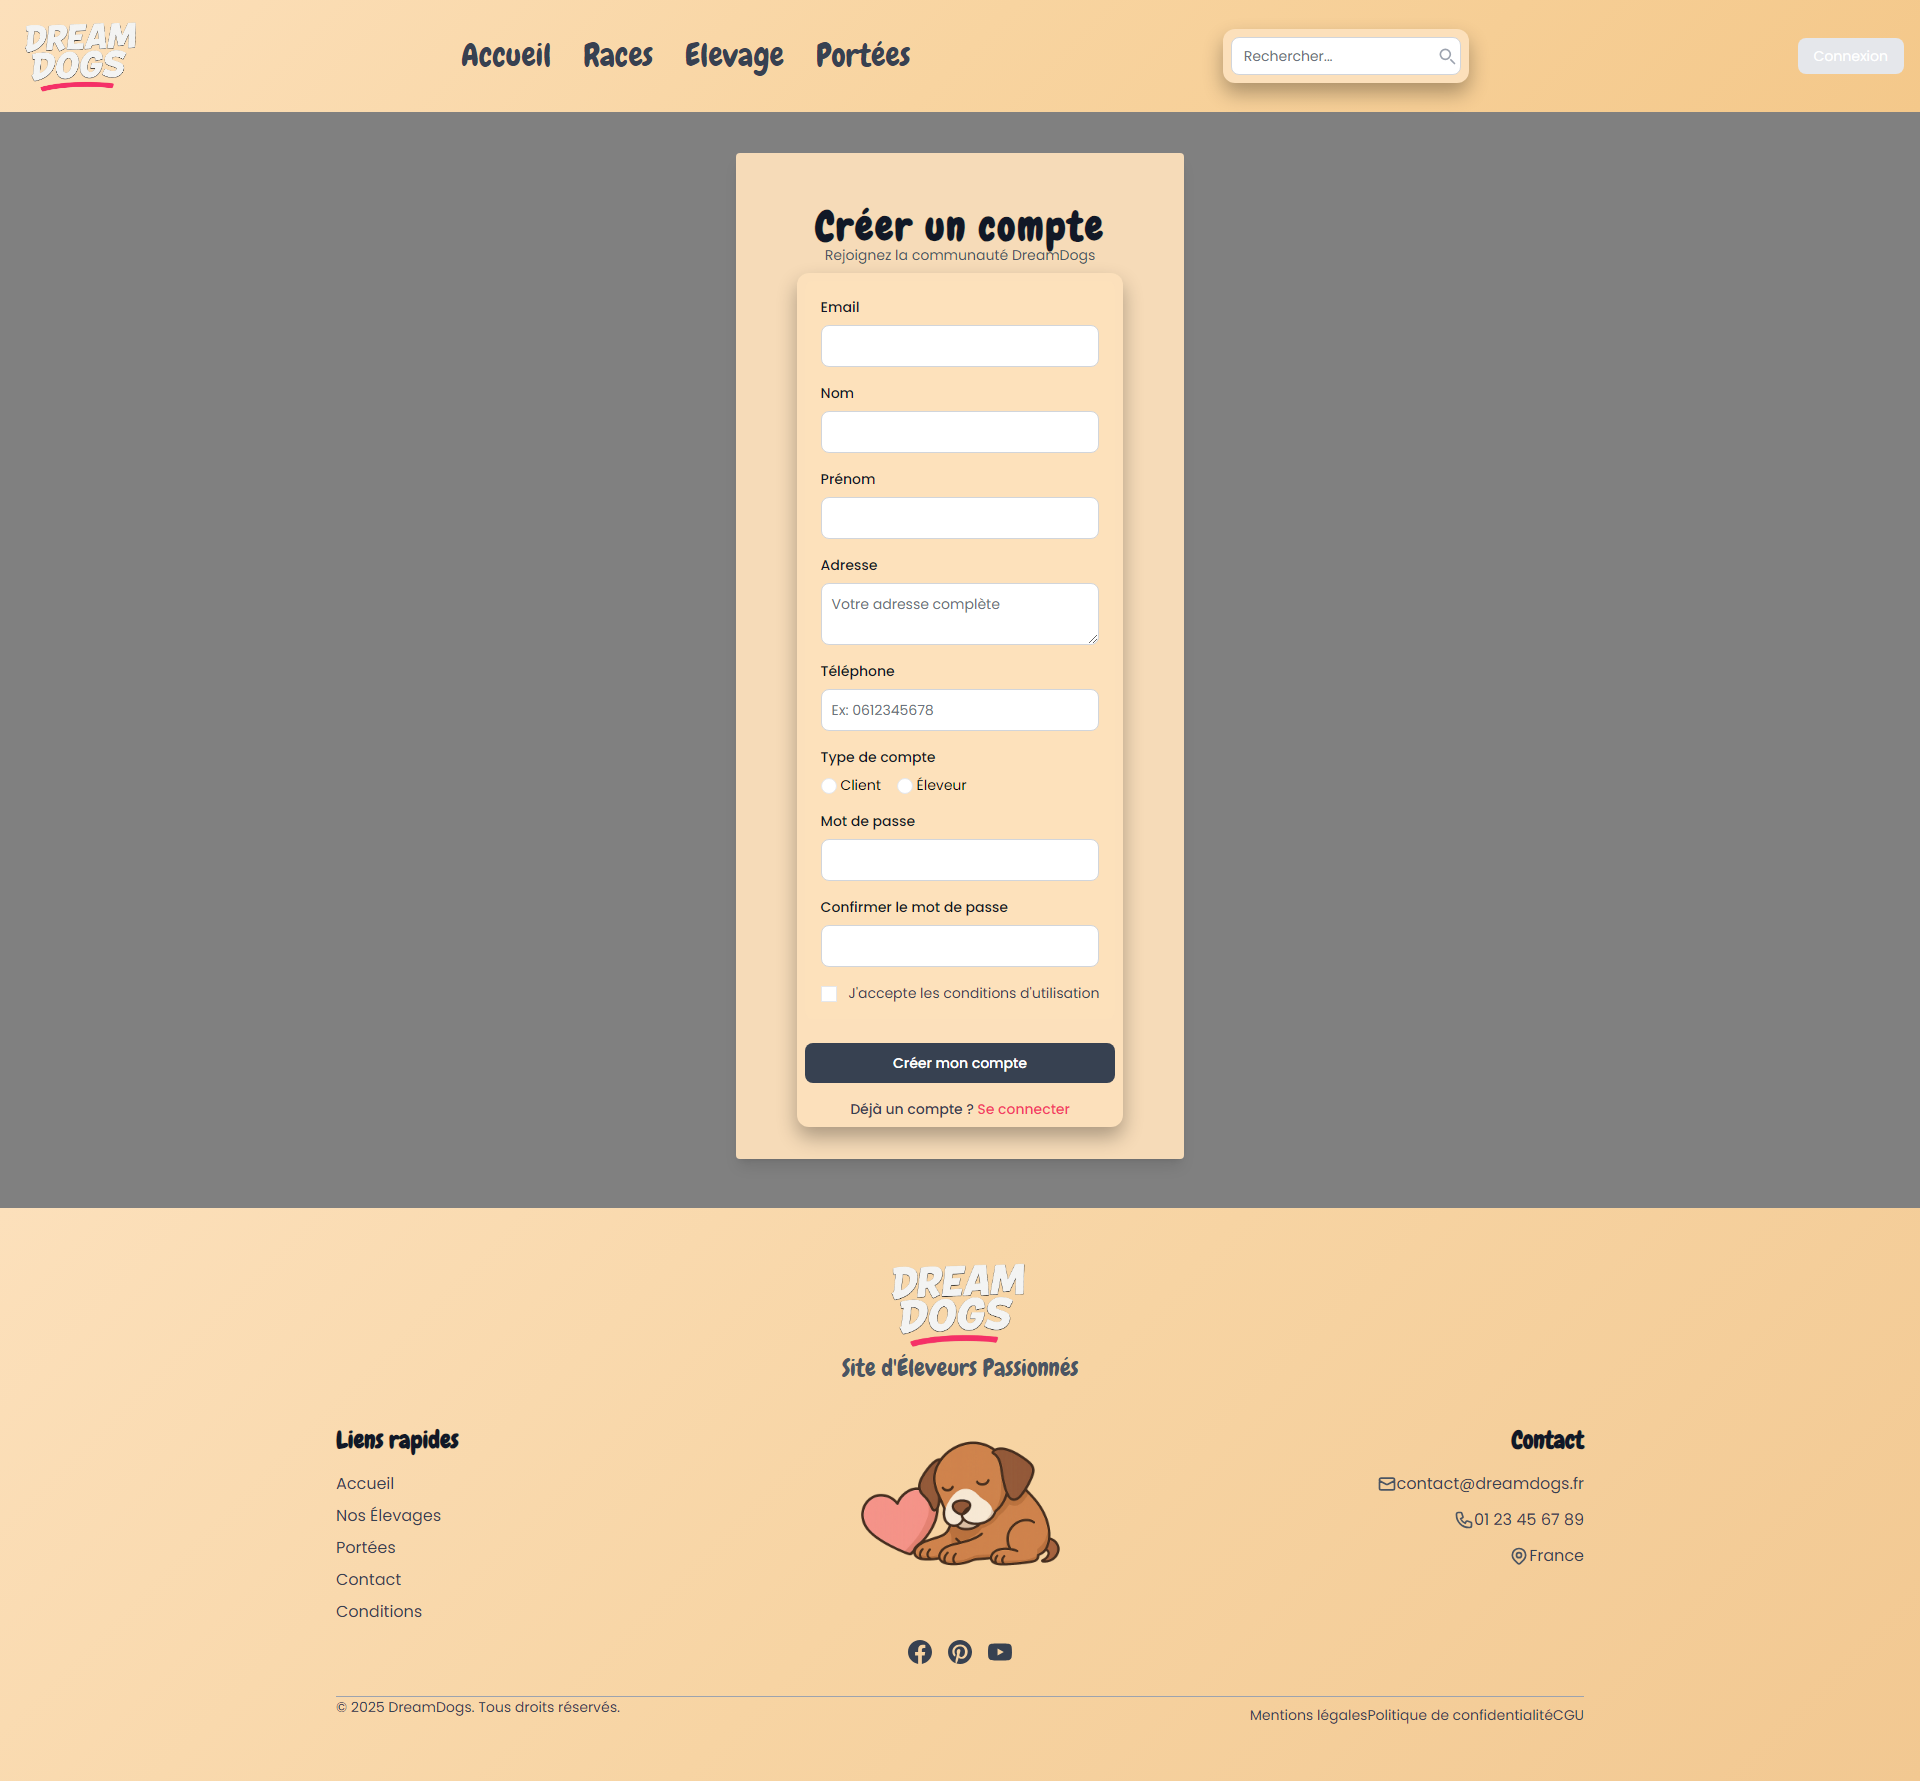 DREAM
DOGS
Accueil Races Elevage Portées
Rechercher...
Connexion
Créer un compte
Rejoignez la communauté DreamDogs
Email
Nom
Prénom
Adresse
Votre adresse complète
Téléphone
Ex: 0612345678
Type de compte
Client Éleveur
Mot de passe
Confirmer le mot de passe
J'accepte les conditions d'utilisation
Créer mon compte
Déjà un compte ? Se connecter
DREAM
DOGS
Site d'Éleveurs Passionnés
Liens rapides
Accueil
Nos Élevages
Portées
Contact
Conditions
Contact
contact@dreamdogs.fr
01 23 45 67 89
France
© 2025 DreamDogs. Tous droits réservés.
Mentions légalesPolitique de confidentialitéCGU